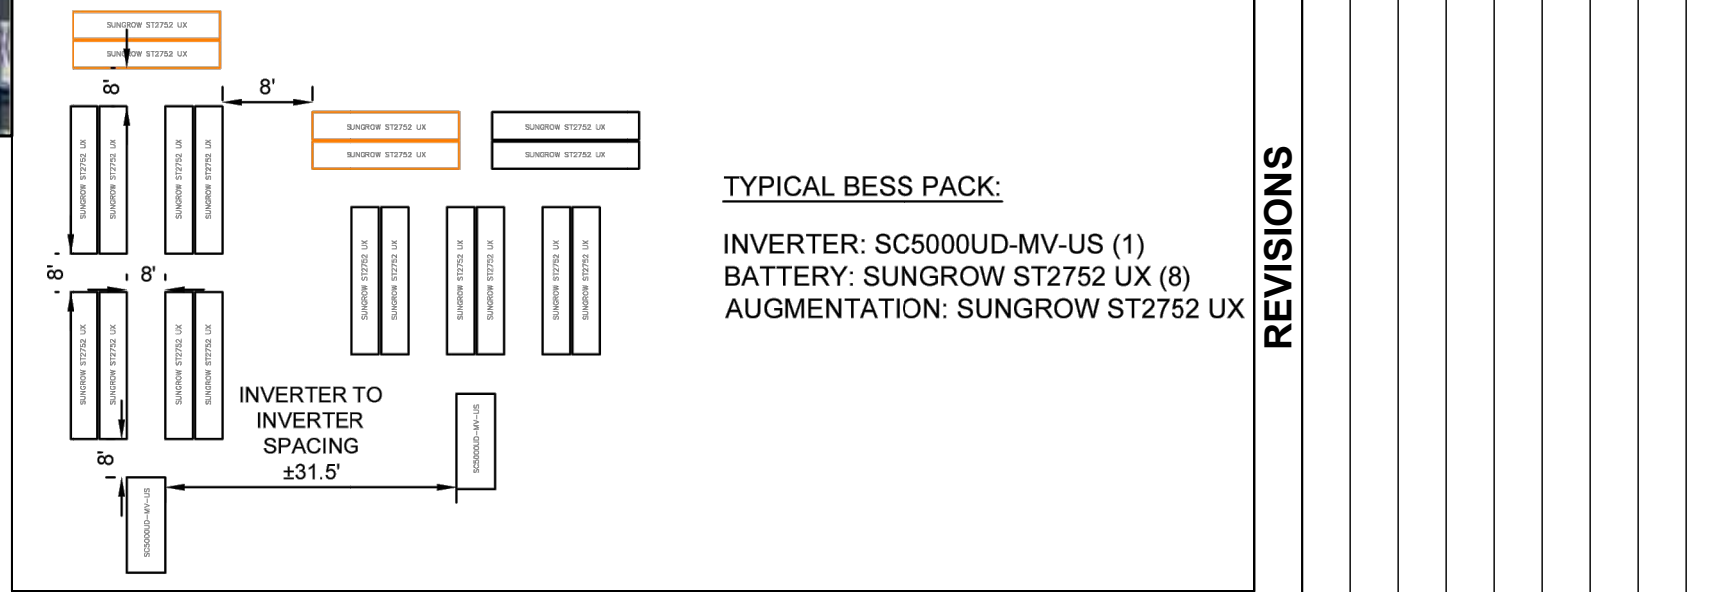 SUNGROW ST2752 UX
SUNGROW ST2752 UX
8'
8'
SUNGROW ST2752 UX
SUNGROW ST2752 UX
SUNGROW ST2752 UX
SUNGROW ST2752 UX
SUNGROW ST2752 UX
SUNGROW ST2752 UX
SUNGROW ST2752 UX
SUNGROW ST2752 UX
8'
8'
SUNGROW ST2752 UX
SUNGROW ST2752 UX
SUNGROW ST2752 UX
SUNGROW ST2752 UX
SUNGROW ST2752 UX
SUNGROW ST2752 UX
SUNGROW ST2752 UX
SUNGROW ST2752 UX
SUNGROW ST2752 UX
SUNGROW ST2752 UX
INVERTER TO
INVERTER
SPACING
±31.5'
8'
SC5000UD-MV-US
SC5000UD-MV-US
TYPICAL BESS PACK:
INVERTER: SC5000UD-MV-US (1)
BATTERY: SUNGROW ST2752 UX (8)
AUGMENTATION: SUNGROW ST2752 UX
REVISIONS